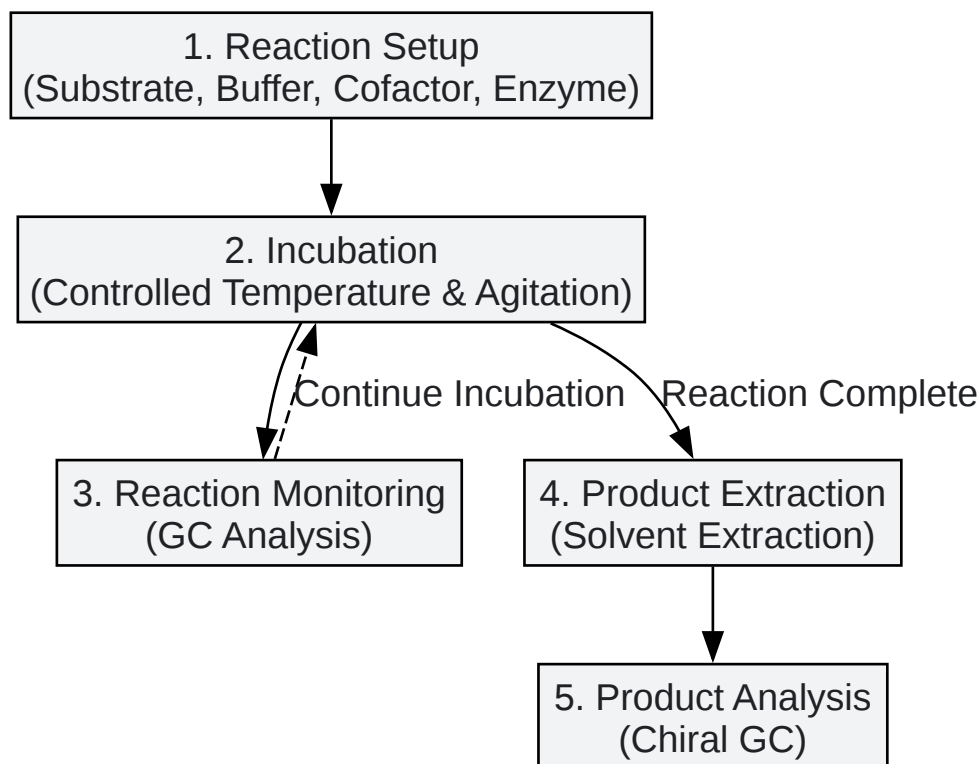 1. Reaction Setup
(Substrate, Buffer, Cofactor, Enzyme)
2. Incubation
(Controlled Temperature & Agitation)
Continue Incubation
Reaction Complete
3. Reaction Monitoring
(GC Analysis)
4. Product Extraction
(Solvent Extraction)
5. Product Analysis
(Chiral GC)